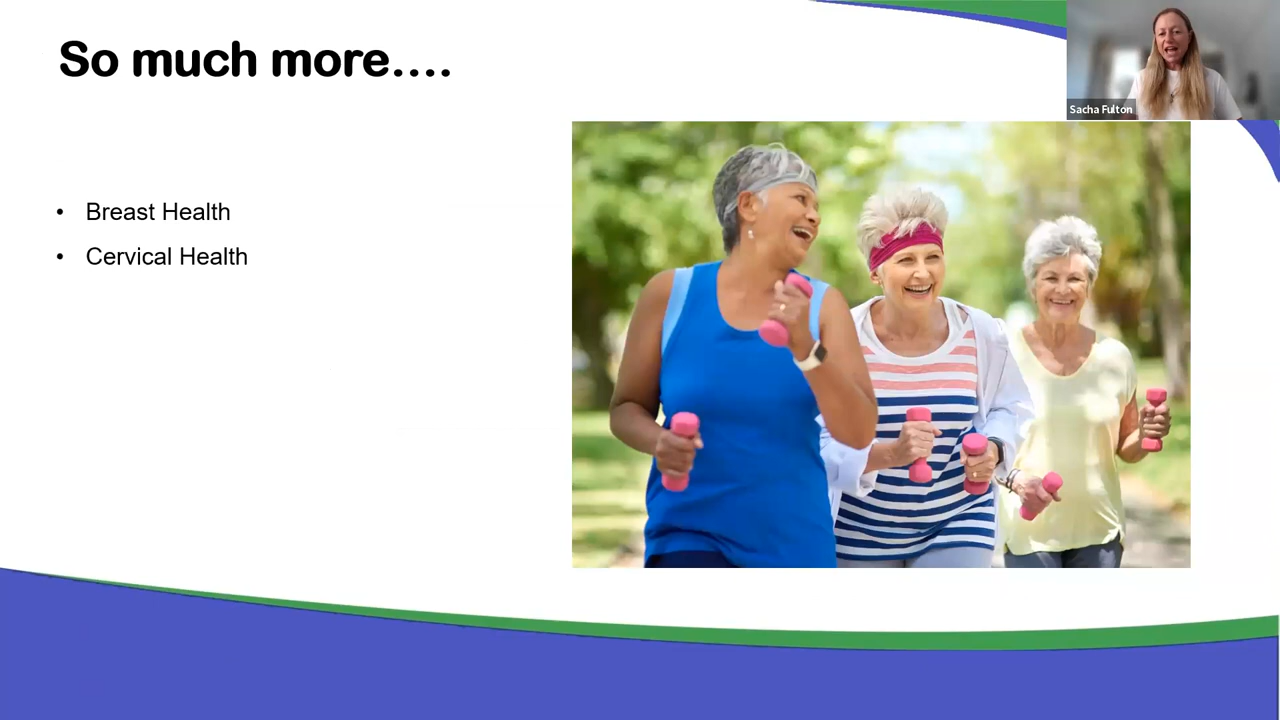 So much more....
Sacha Fulton
• Breast Health
• Cervical Health